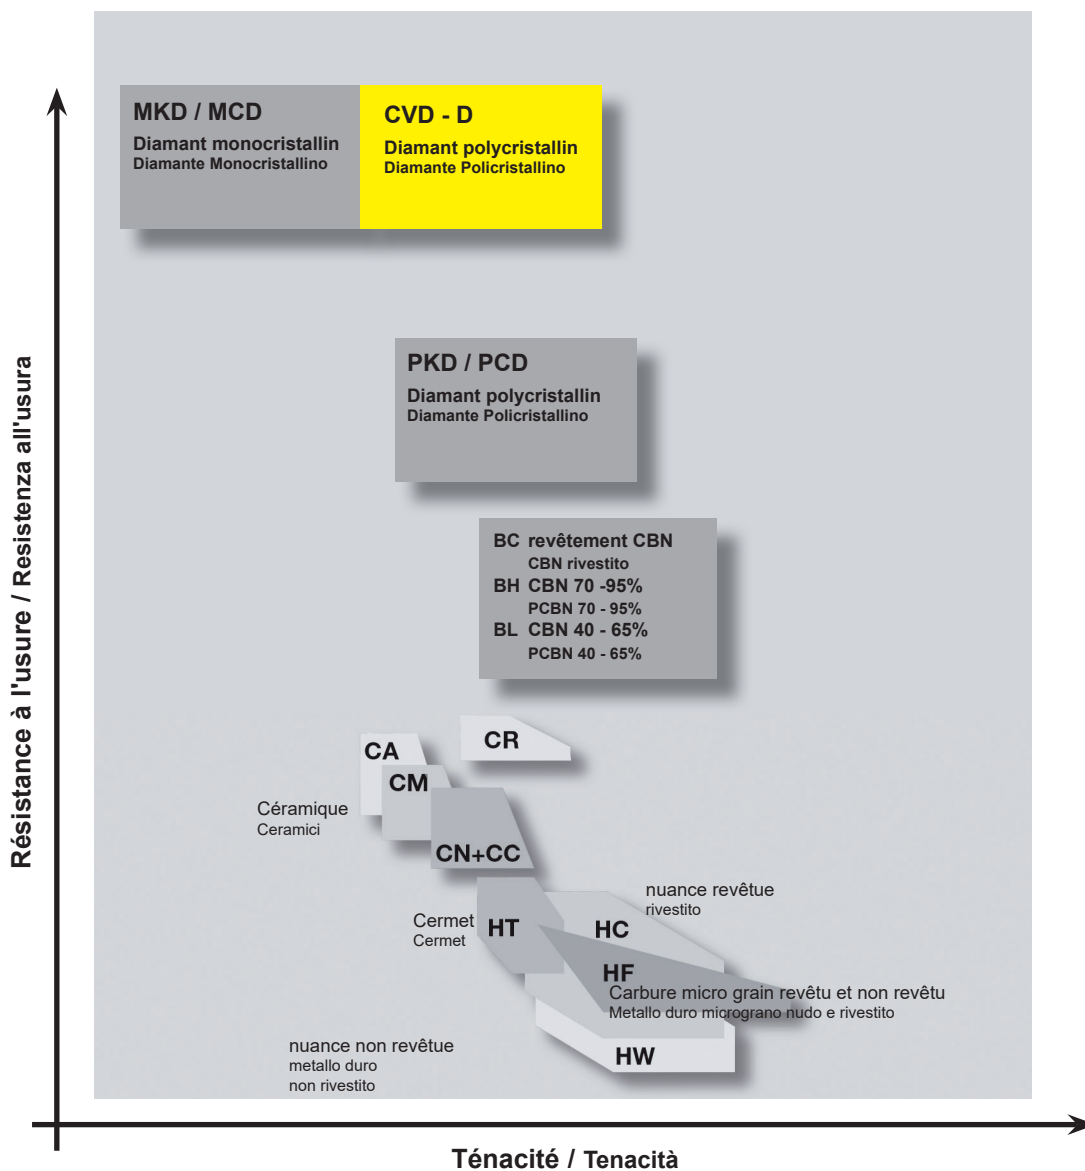 MKD / MCD
Diamant monocristallin
Diamante Monocristallino
CVD - D
Diamant polycristallin
Diamante Policristallino
PKD / PCD
Diamant polycristallin
Diamante Policristallino
BC revêtement CBN
CBN rivestito
BH CBN 70 -95%
PCBN 70 - 95%
BL CBN 40 - 65%
PCBN 40 - 65%
CR
CA
CM
Céramique
Ceramici
CN+CC
nuance revêtue
rivestito
Cermet
Cermet
HT
HC
HF
Carbure micro grain revêtu et non revêtu
Metallo duro micrograno nudo e rivestito
nuance non revêtue
metallo duro
non rivestito
HW
Résistance à l'usure / Resistenza all'usura
Ténacité / Tenacità